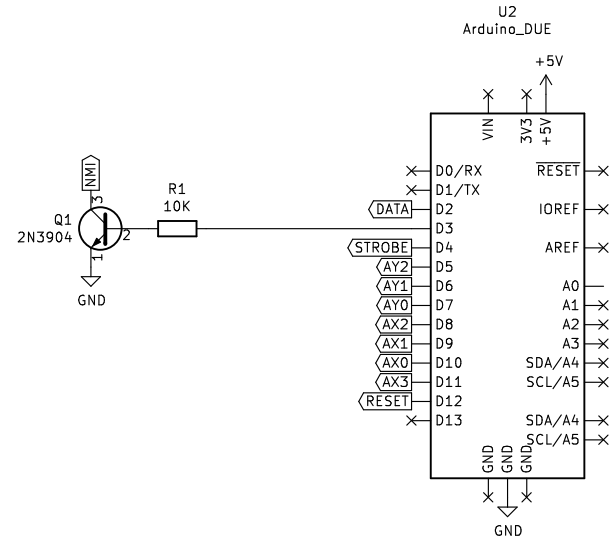 U2
Arduino_DUE
+5V
VIN
3V3
+5V
D0/RX
RESET
D1/TX
DATA
D2
IOREF
D3
STROBE
D4
AREF
AY2
D5
AY1
D6
A0
AY0
D7
A1
AX2
D8
A2
AX1
D9
A3
AX0
D10
SDA/A4
AX3
D11
SCL/A5
RESET
D12
D13
SDA/A4
SCL/A5
GND
GND
GND
GND
NMI
3
R1
10K
Q1
2N3904
2
1
GND